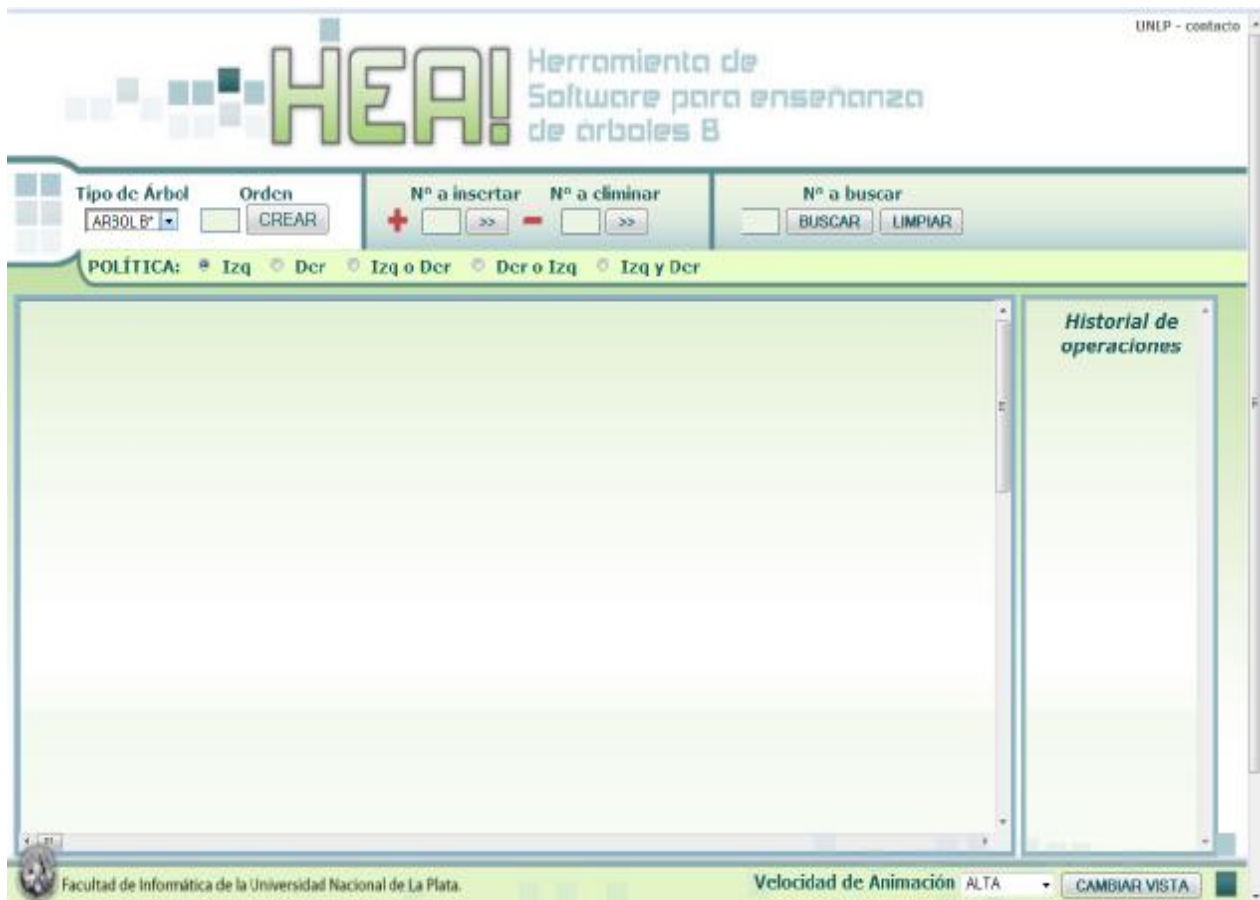 UNLP - contacto
HEA!
Herramienta de
Software para enseñanza
de árboles B
Tipo de Árbol Orden Nº a insertar Nº a eliminar Nº a buscar
ARBOL B* CREAR >> >> BUSCAR LIMPIAR
POLÍTICA: Izq Der Izq o Der Der o Izq Izq y Der
Historial de
operaciones
Facultad de Informática de la Universidad Nacional de La Plata. Velocidad de Animación ALTA CAMBIAR VISTA